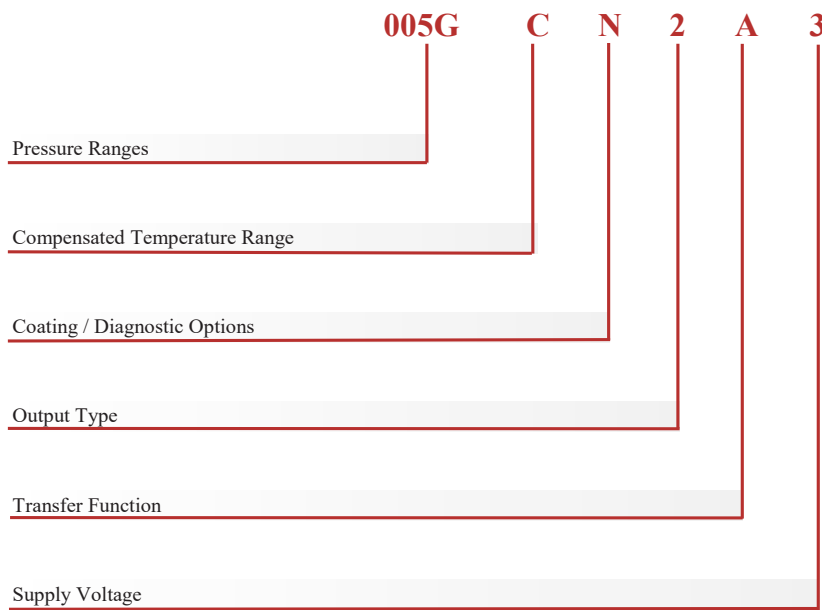 005G C N 2 A 3
Pressure Ranges
Compensated Temperature Range
Coating / Diagnostic Options
Output Type
Transfer Function
Supply Voltage